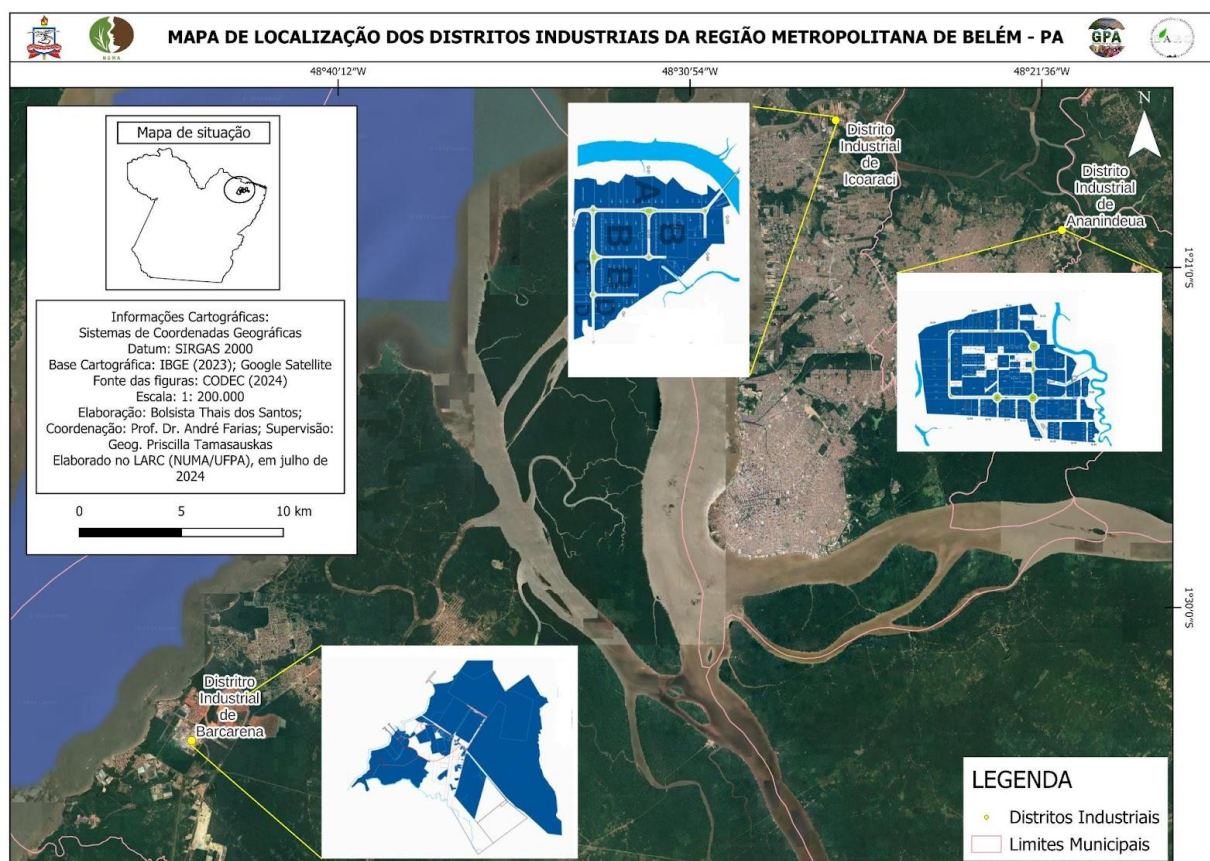 MAPA DE LOCALIZAÇÃO DOS DISTRITOS INDUSTRIAIS DA REGIÃO METROPOLITANA DE BELÉM - PA
NUMA
GPA
LARC
48°40'12"W
48°30'54"W
48°21'36"W
Mapa de situação
Informações Cartográficas:
Sistemas de Coordenadas Geográficas
Datum: SIRGAS 2000
Base Cartográfica: IBGE (2023); Google Satellite
Fonte das figuras: CODEC (2024)
Escala: 1: 200.000
Elaboração: Bolsista Thais dos Santos;
Coordenação: Prof. Dr. André Farias; Supervisão:
Geog. Priscilla Tamasauskas
Elaborado no LARC (NUMA/UFPA), em julho de
2024
0 5 10 km
A
B
B
B
C
D
D
Distrito
Industrial
de
Icoaraci
N
Distrito
Industrial
de
Ananindeua
1°21'0"S
1°30'0"S
Distritro
Industrial
de
Barcarena
LEGENDA
Distritos Industriais
Limites Municipais